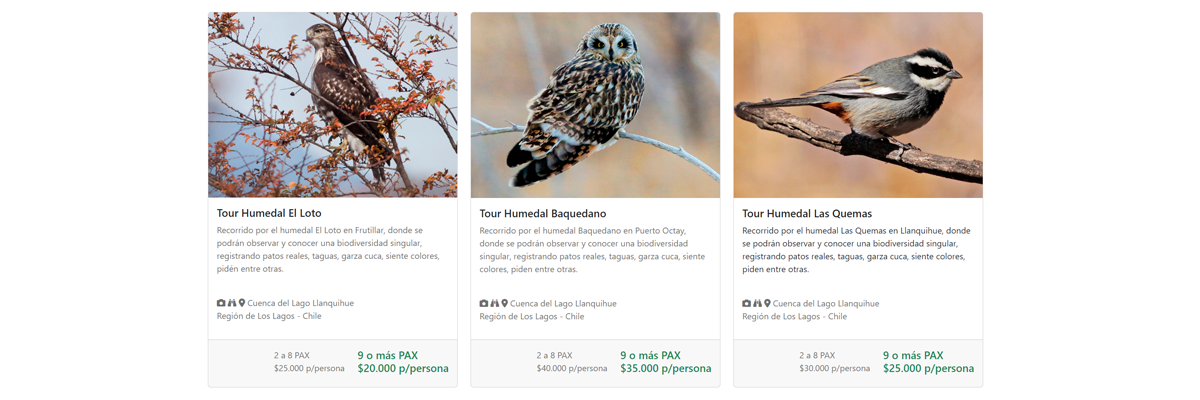 Tour Humedal El Loto
Recorrido por el humedal El Loto en Frutillar, donde se
podrán observar y conocer una biodiversidad singular,
registrando patos reales, taguas, garza cuca, siente colores,
pidén entre otras.
Cuenca del Lago Llanquihue
Región de Los Lagos - Chile
2 a 8 PAX
$25.000 p/persona
9 o más PAX
$20.000 p/persona
Tour Humedal Baquedano
Recorrido por el humedal Baquedano en Puerto Octay,
donde se podrán observar y conocer una biodiversidad
singular, registrando patos reales, taguas, garza cuca, siente
colores, pidén entre otras.
Cuenca del Lago Llanquihue
Región de Los Lagos - Chile
2 a 8 PAX
$40.000 p/persona
9 o más PAX
$35.000 p/persona
Tour Humedal Las Quemas
Recorrido por el humedal Las Quemas en Llanquihue, donde
se podrán observar y conocer una biodiversidad singular,
registrando patos reales, taguas, garza cuca, siente colores,
pidén entre otras.
Cuenca del Lago Llanquihue
Región de Los Lagos - Chile
2 a 8 PAX
$30.000 p/persona
9 o más PAX
$25.000 p/persona